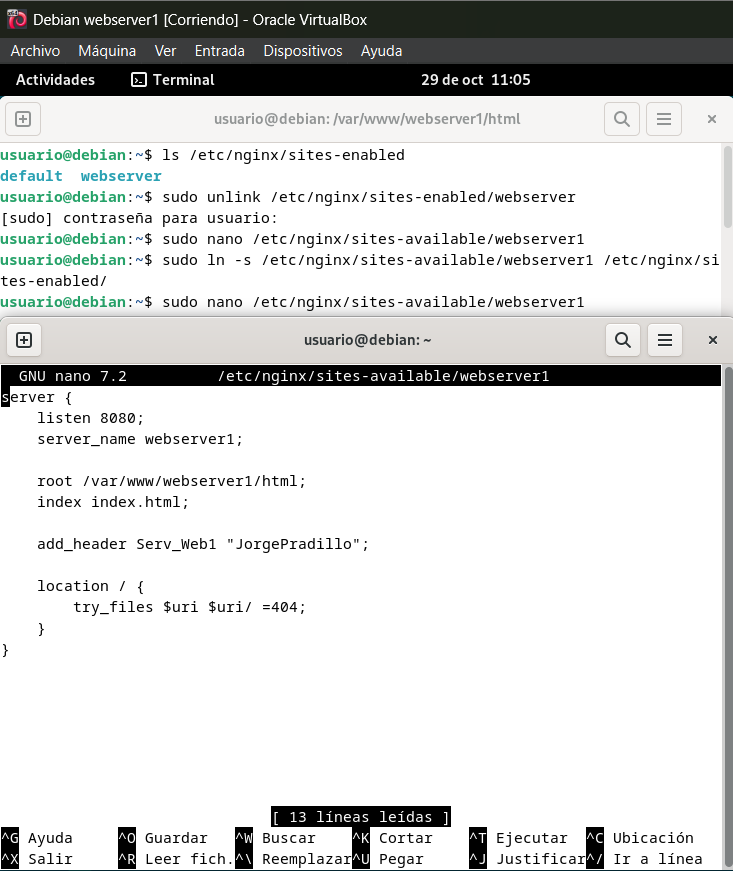 Debian webserver1 [Corriendo] - Oracle VirtualBox
Archivo Máquina Ver Entrada Dispositivos Ayuda
Actividades Terminal 29 de oct 11:05
usuario@debian: /var/www/webserver1/html
usuario@debian:~$ ls /etc/nginx/sites-enabled
default  webserver
usuario@debian:~$ sudo unlink /etc/nginx/sites-enabled/webserver
[sudo] contraseña para usuario:
usuario@debian:~$ sudo nano /etc/nginx/sites-available/webserver1
usuario@debian:~$ sudo ln -s /etc/nginx/sites-available/webserver1 /etc/nginx/si
tes-enabled/
usuario@debian:~$ sudo nano /etc/nginx/sites-available/webserver1
usuario@debian: ~
GNU nano 7.2 /etc/nginx/sites-available/webserver1
server {
    listen 8080;
    server_name webserver1;
    root /var/www/webserver1/html;
    index index.html;
    add_header Serv_Web1 "JorgePradillo";
    location / {
        try_files $uri $uri/ =404;
    }
}
[ 13 líneas leídas ]
^G Ayuda ^O Guardar ^W Buscar ^K Cortar ^T Ejecutar ^C Ubicación
^X Salir ^R Leer fich. ^\ Reemplazar ^U Pegar ^J Justificar ^/ Ir a línea